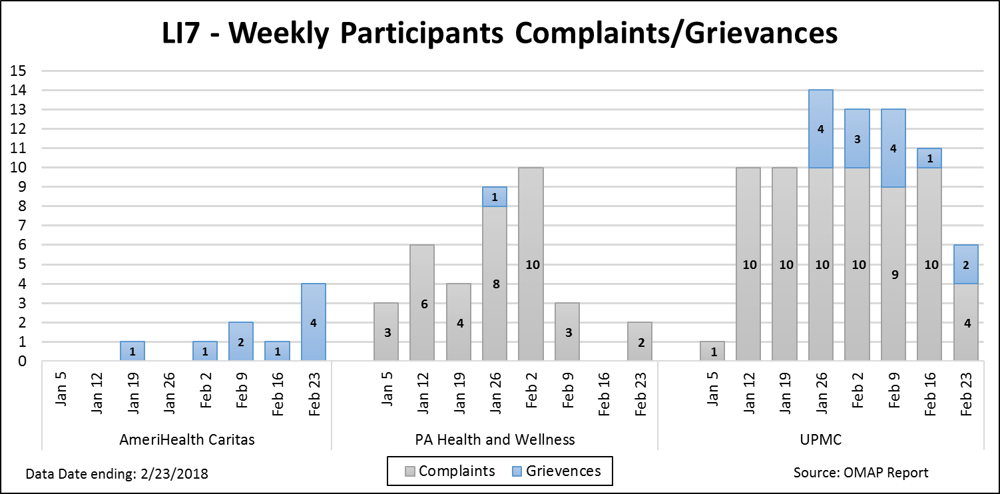 LI7 - Weekly Participants Complaints/Grievances
15
14
13
12
11
10
9
8
7
6
5
4
3
2
1
0
1
1
2
1
4
3
6
4
8
1
10
3
2
1
10
10
10
4
10
3
9
4
10
1
4
2
Jan 5
Jan 12
Jan 19
Jan 26
Feb 2
Feb 9
Feb 16
Feb 23
Jan 5
Jan 12
Jan 19
Jan 26
Feb 2
Feb 9
Feb 16
Feb 23
Jan 5
Jan 12
Jan 19
Jan 26
Feb 2
Feb 9
Feb 16
Feb 23
AmeriHealth Caritas
PA Health and Wellness
UPMC
Data Date ending: 2/23/2018
Complaints
Grievences
Source: OMAP Report